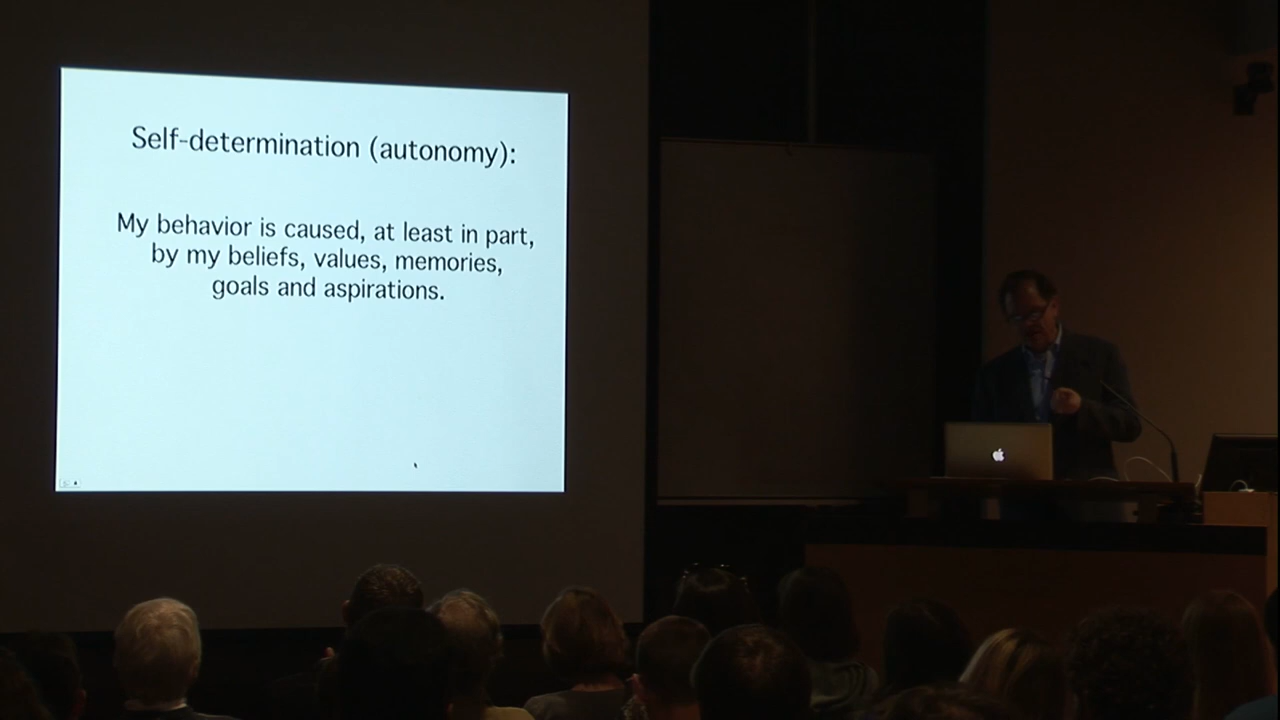 Self-determination (autonomy):
My behavior is caused, at least in part,
by my beliefs, values, memories,
goals and aspirations.